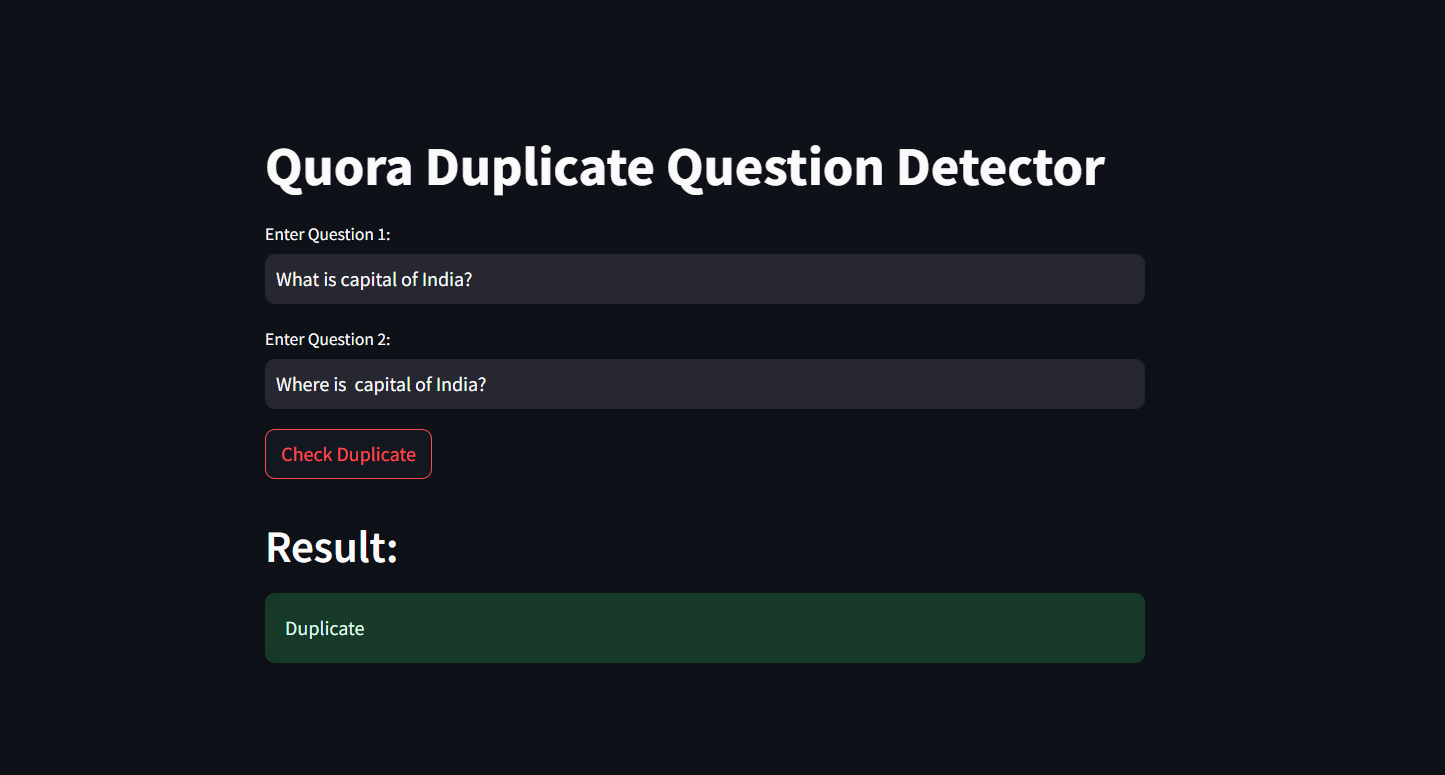 Quora Duplicate Question Detector
Enter Question 1:
What is capital of India?
Enter Question 2:
Where is  capital of India?
Check Duplicate
Result:
Duplicate